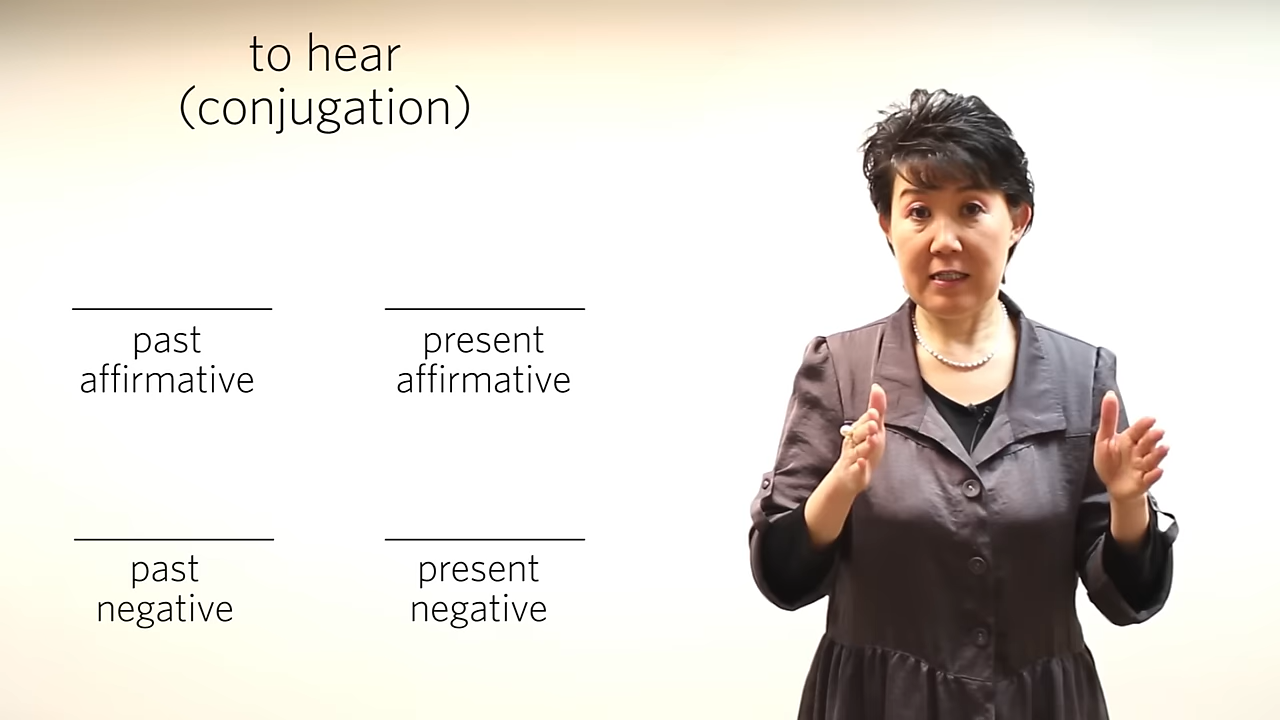 to hear
(conjugation)
past
affirmative
present
affirmative
past
negative
present
negative